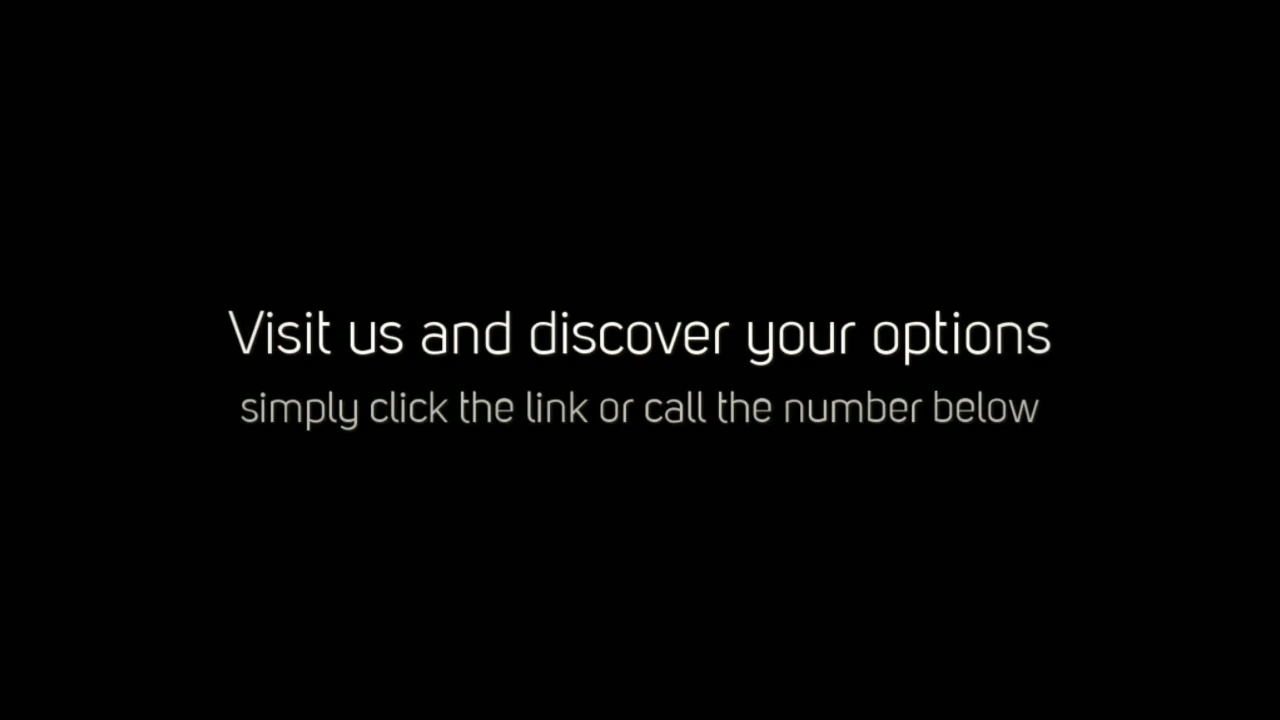 Visit us and discover your options
simply click the link or call the number below